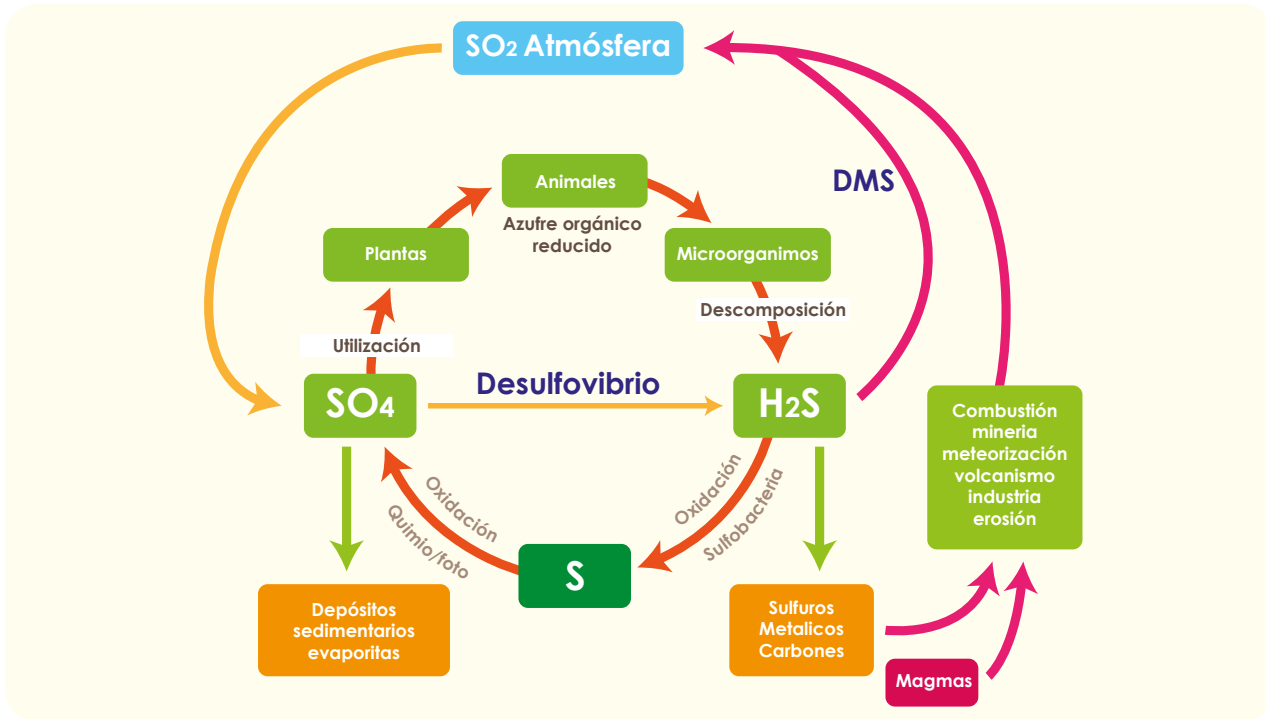 SO2 Atmósfera
DMS
Animales
Azufre orgánico
reducido
Plantas
Microorganimos
Descomposición
Utilización
Desulfovibrio
SO4
H2S
Combustión
mineria
meteorización
volcanismo
industria
erosión
Oxidación
Quimio/foto
Oxidación
Sulfobacteria
S
Depósitos
sedimentarios
evaporitas
Sulfuros
Metalicos
Carbones
Magmas